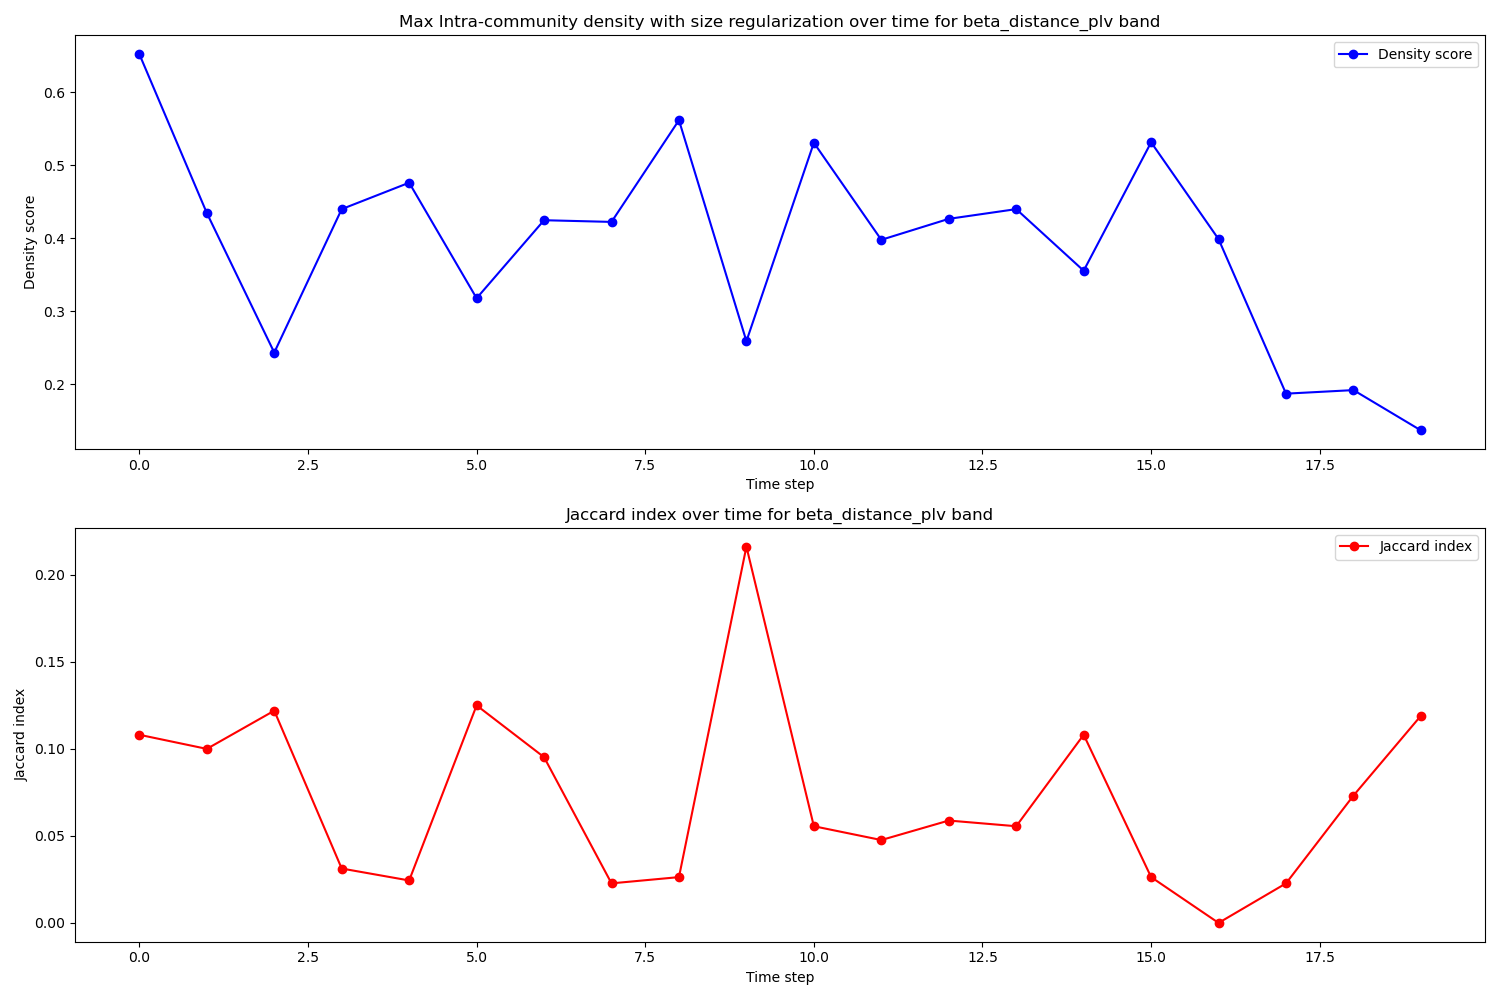 Max Intra-community density with size regularization over time for beta_distance_plv band
Density score
0.6
0.5
0.4
0.3
0.2
Density score
0.0 2.5 5.0 7.5 10.0 12.5 15.0 17.5
Time step
Jaccard index over time for beta_distance_plv band
Jaccard index
0.20
0.15
0.10
0.05
0.00
Jaccard index
0.0 2.5 5.0 7.5 10.0 12.5 15.0 17.5
Time step